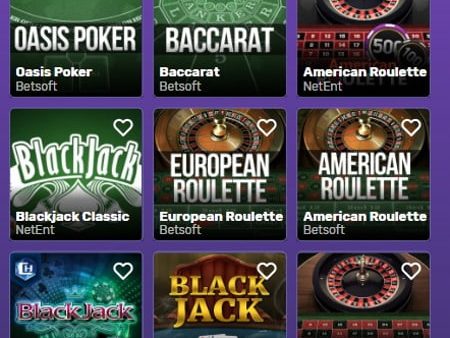 OASIS POKER
Oasis Poker
Betsoft
BACCARAT
Baccarat
Betsoft
American
American Roulette
NetEnt
BlackJack
Blackjack Classic
NetEnt
EUROPEAN
ROULETTE
European Roulette
Betsoft
AMERICAN
ROULETTE
American Roulette
Betsoft
BLACKJACK
BLACK
JACK